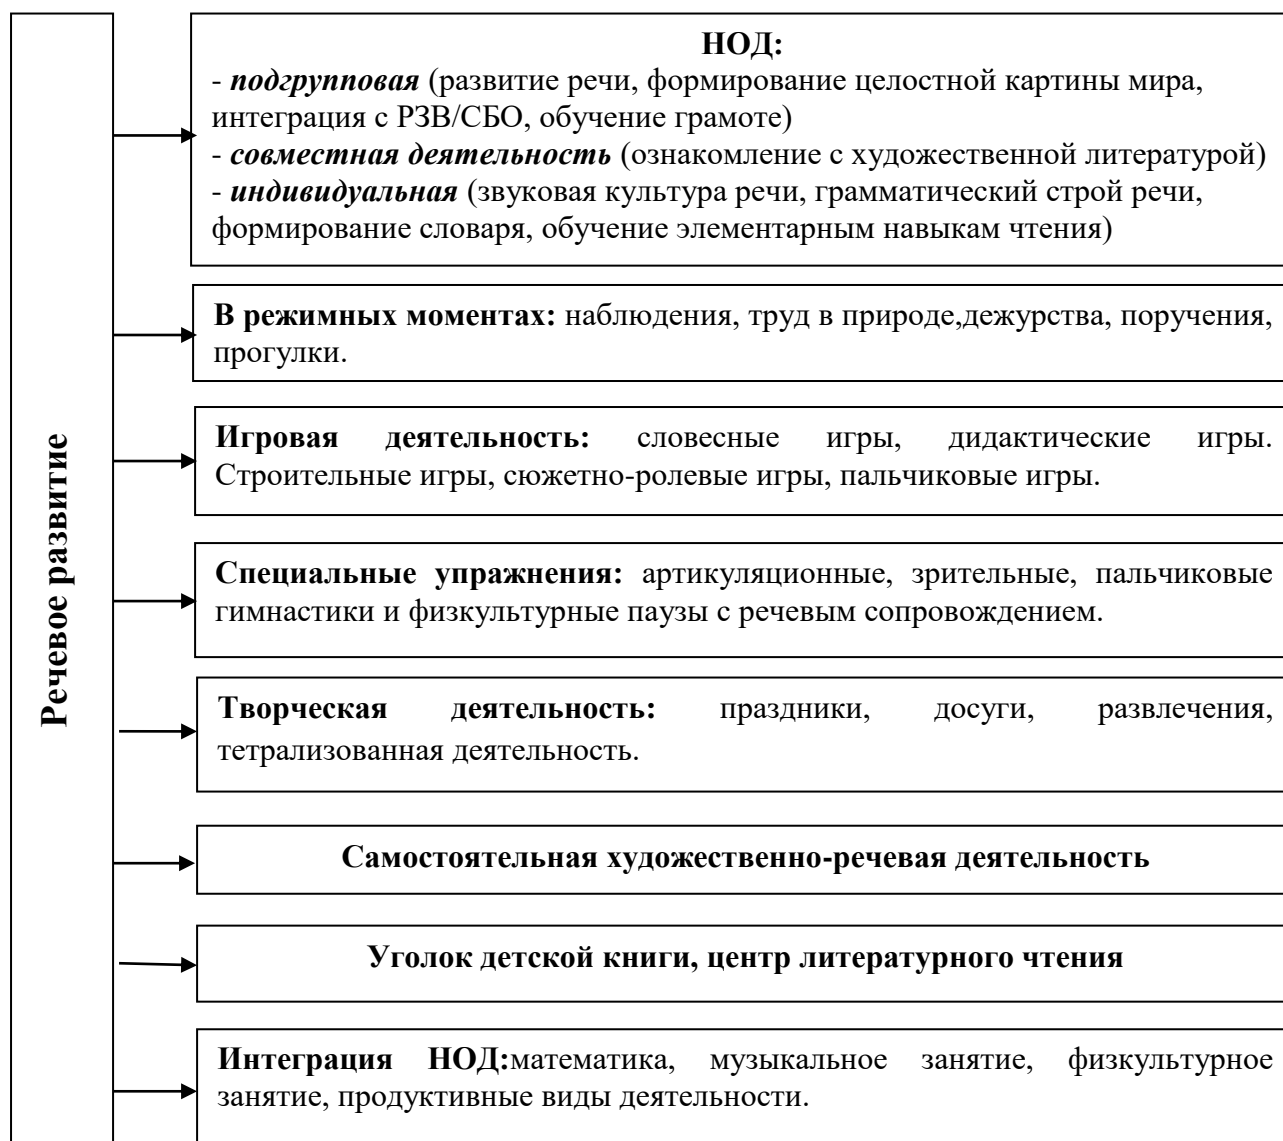 Речевое развитие
НОД:
- подгрупповая (развитие речи, формирование целостной картины мира,
интеграция с РЗВ/СБО, обучение грамоте)
- совместная деятельность (ознакомление с художественной литературой)
- индивидуальная (звуковая культура речи, грамматический строй речи,
формирование словаря, обучение элементарным навыкам чтения)
В режимных моментах: наблюдения, труд в природе,дежурства, поручения,
прогулки.
Игровая деятельность: словесные игры, дидактические игры.
Строительные игры, сюжетно-ролевые игры, пальчиковые игры.
Специальные упражнения: артикуляционные, зрительные, пальчиковые
гимнастики и физкультурные паузы с речевым сопровождением.
Творческая деятельность: праздники, досуги, развлечения,
тетрализованная деятельность.
Самостоятельная художественно-речевая деятельность
Уголок детской книги, центр литературного чтения
Интеграция НОД:математика, музыкальное занятие, физкультурное
занятие, продуктивные виды деятельности.